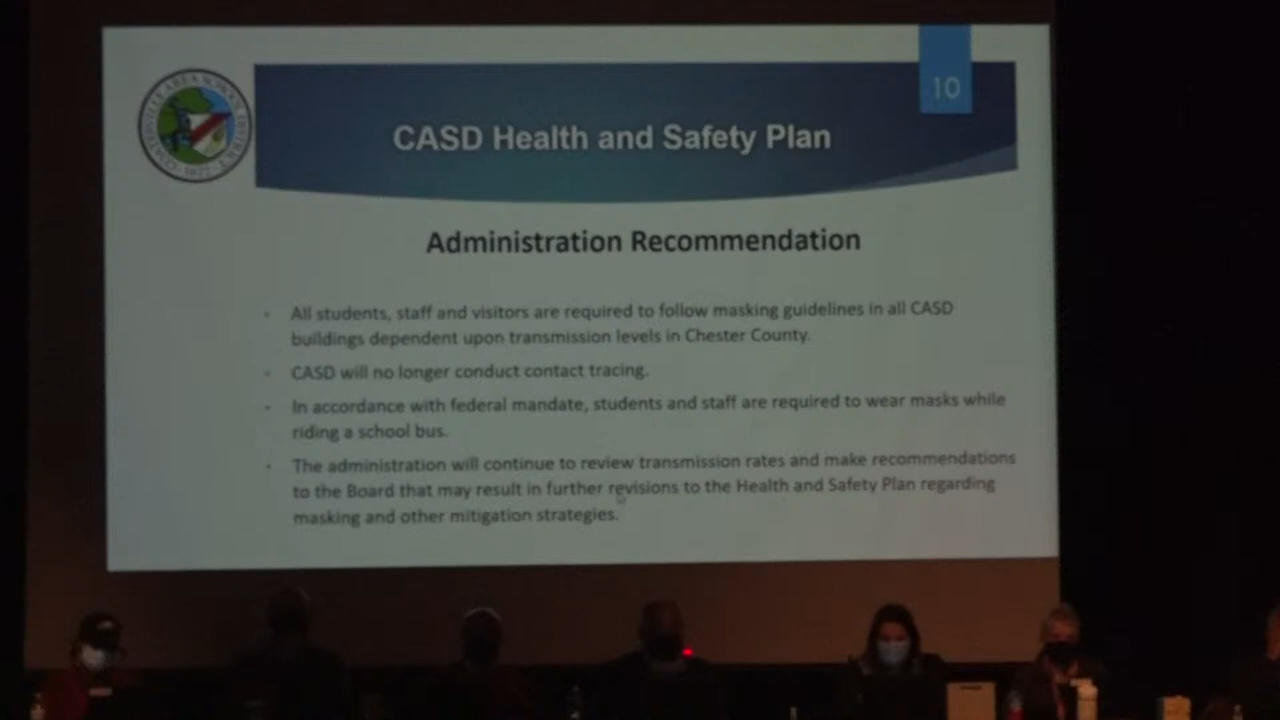 10
COATESVILLE AREA SCHOOL DISTRICT
CASD Health and Safety Plan
Administration Recommendation
All students, staff and visitors are required to follow masking guidelines in all CASD
buildings dependent upon transmission levels in Chester County.
CASD will no longer conduct contact tracing.
In accordance with federal mandate, students and staff are required to wear masks while
riding a school bus.
The administration will continue to review transmission rates and make recommendations
to the Board that may result in further revisions to the Health and Safety Plan regarding
masking and other mitigation strategies.